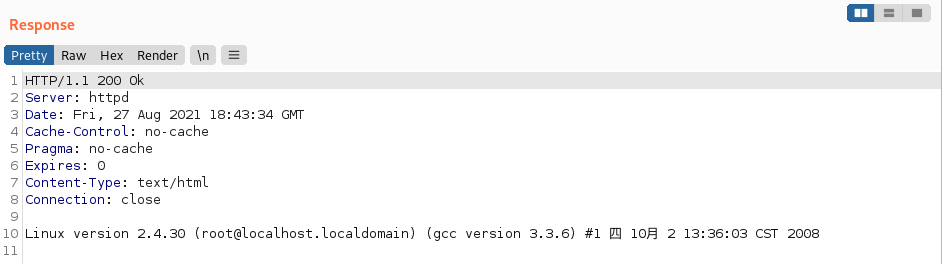 Response
Pretty Raw Hex Render \n
1 HTTP/1.1 200 Ok
2 Server: httpd
3 Date: Fri, 27 Aug 2021 18:43:34 GMT
4 Cache-Control: no-cache
5 Pragma: no-cache
6 Expires: 0
7 Content-Type: text/html
8 Connection: close
9
10 Linux version 2.4.30 (root@localhost.localdomain) (gcc version 3.3.6) #1 四 10月 2 13:36:03 CST 2008
11